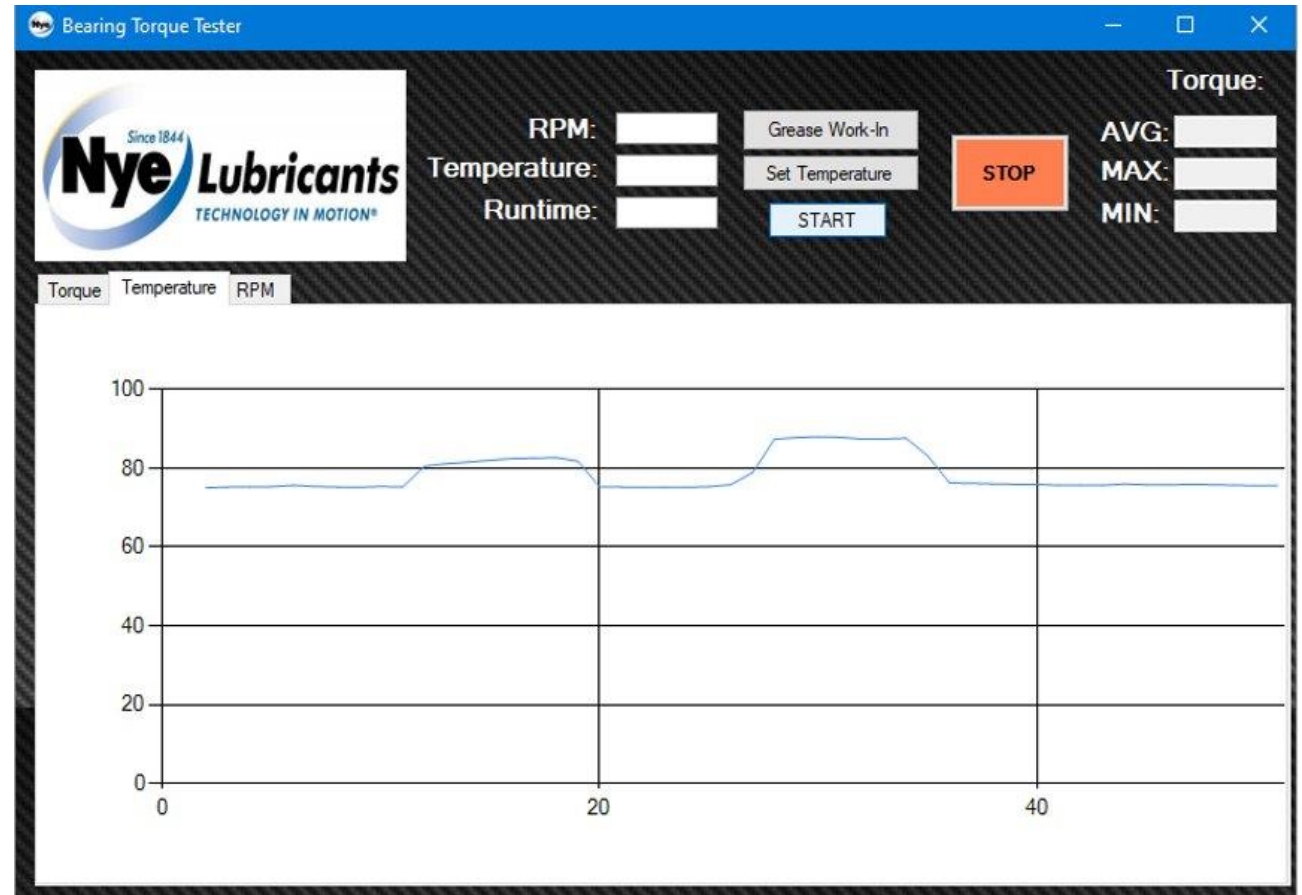 Bearing Torque Tester
Since 1844
Nye Lubricants
TECHNOLOGY IN MOTION®
RPM:
Temperature:
Runtime:
Grease Work-In
Set Temperature
START
STOP
Torque:
AVG:
MAX:
MIN:
Torque Temperature RPM
100
80
60
40
20
0
0 20 40